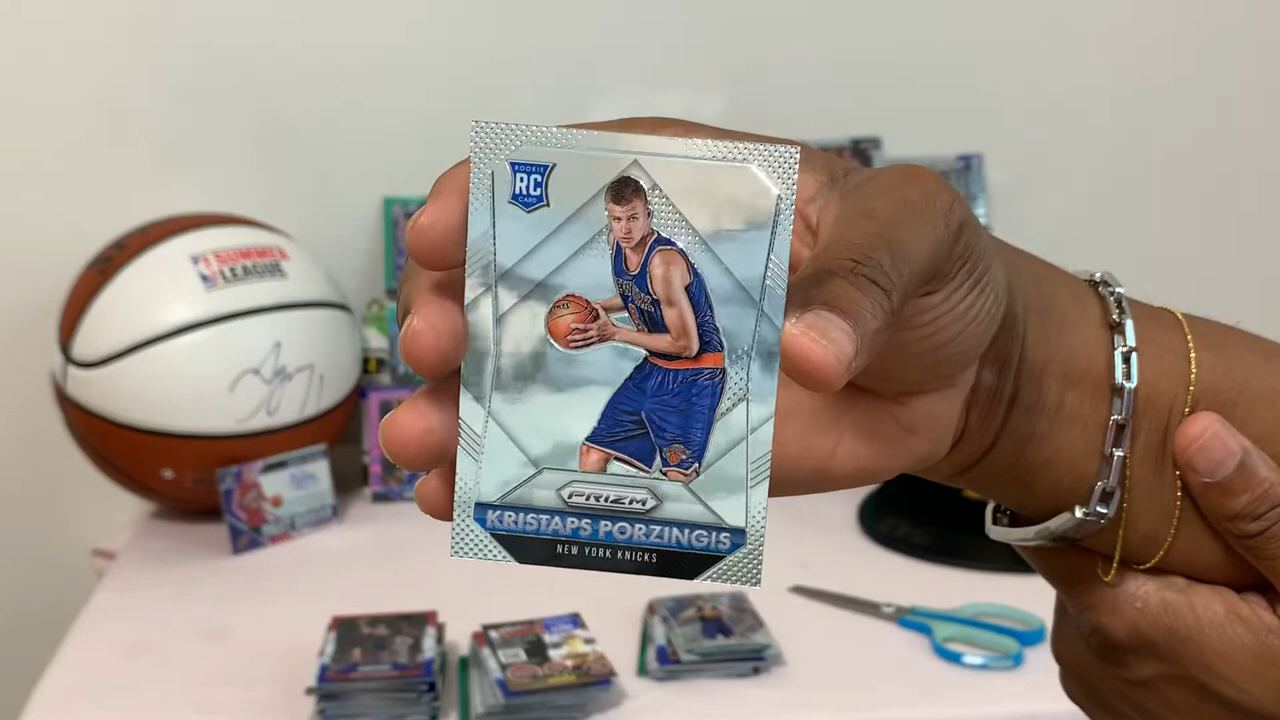 ROOKIE
RC
CARD
SUMMER
LEAGUE
PRIZM
KRISTAPS PORZINGIS
NEW YORK KNICKS